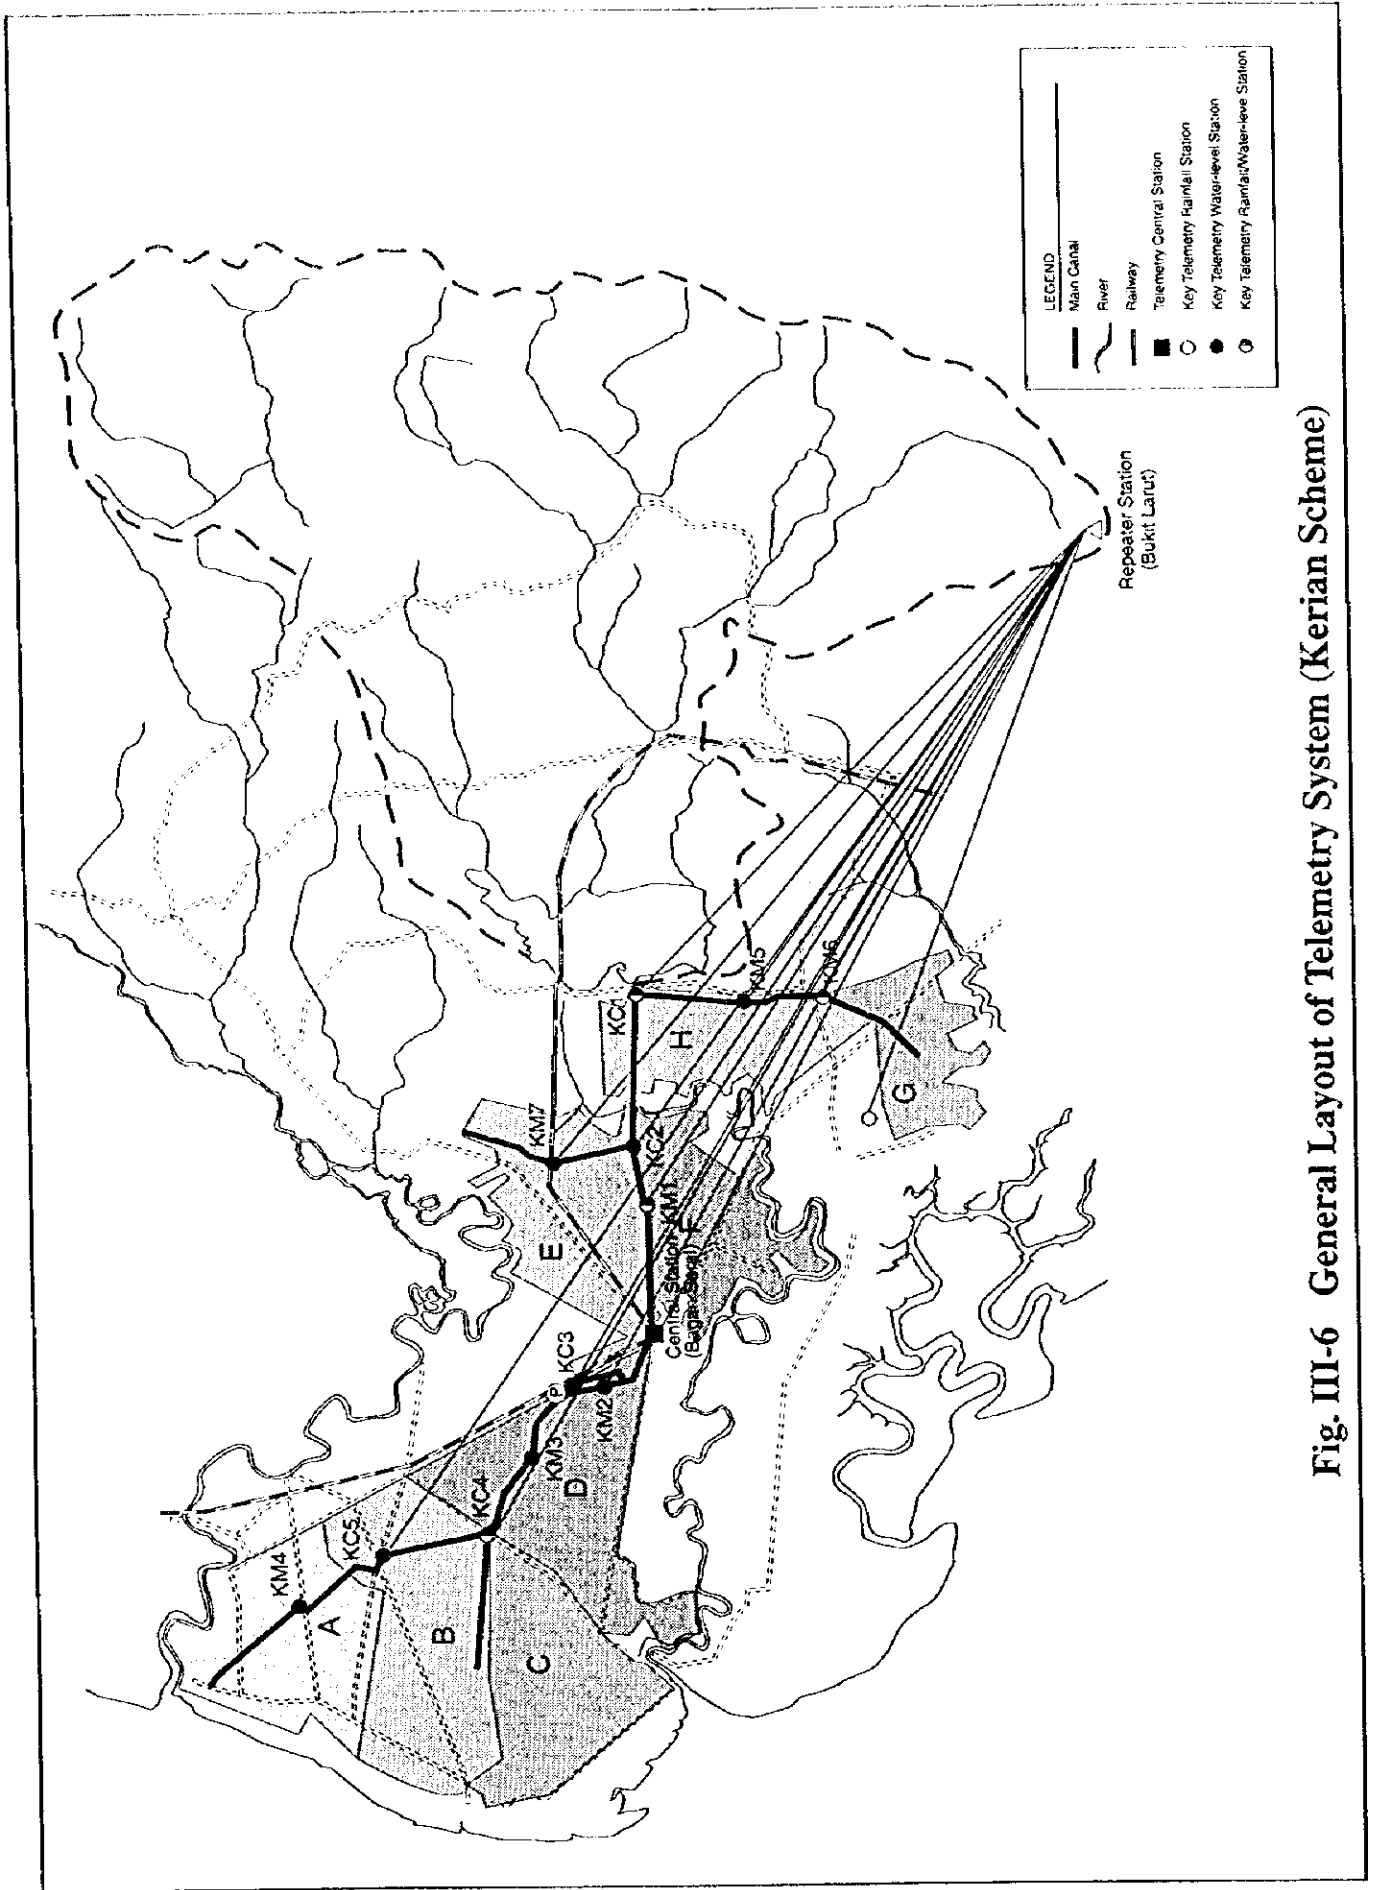 LEGEND
Main Canal
River
Railway
Telemetry Central Station
Key Telemetry Rainfall Station
Key Telemetry Water-level Station
Key Telemetry Rainfall/Water-leve Station
KM4
A
KC5
B
C
KC4
D
KM3
KM2
P
KC3
E
KM7
Central Station
(Bagan Serai)
F
KM1
KC2
KC1
H
KM5
KM6
G
Repeater Station
(Bukit Larut)
Fig. III-6 General Layout of Telemetry System (Kerian Scheme)